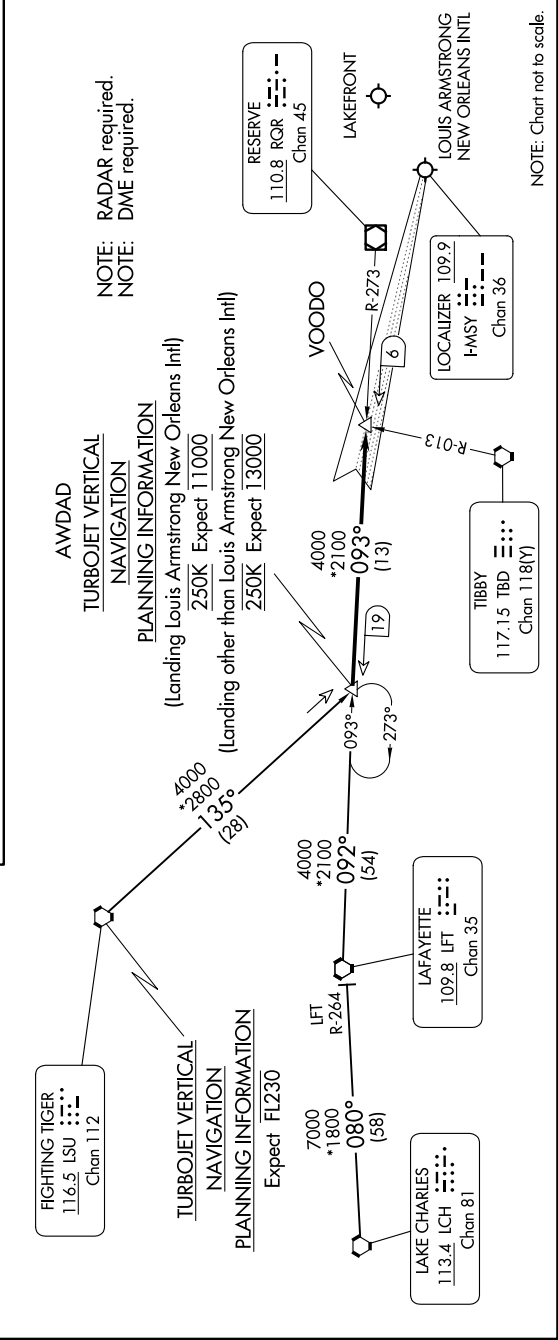 FIGHTING TIGER
116.5 LSU
Chan 112
TURBOJET VERTICAL
NAVIGATION
PLANNING INFORMATION
Expect FL230
4000
*2800
135°
(28)
AWDAD
TURBOJET VERTICAL
NAVIGATION
PLANNING INFORMATION
(Landing Louis Armstrong New Orleans Intl)
250K Expect 11000
(Landing other than Louis Armstrong New Orleans Intl)
250K Expect 13000
NOTE: RADAR required.
NOTE: DME required.
RESERVE
110.8 RQR
Chan 45
LAKEFRONT
LOUIS ARMSTRONG
NEW ORLEANS INTL
VOODO
R-273
6
LOCALIZER 109.9
I-MSY
Chan 36
4000
*2100
093°
(13)
19
R-013
TIBBY
117.15 TBD
Chan 118(Y)
093°
273°
4000
*2100
092°
(54)
LAFAYETTE
109.8 LFT
Chan 35
LFT
R-264
7000
*1800
080°
(58)
LAKE CHARLES
113.4 LCH
Chan 81
NOTE: Chart not to scale.